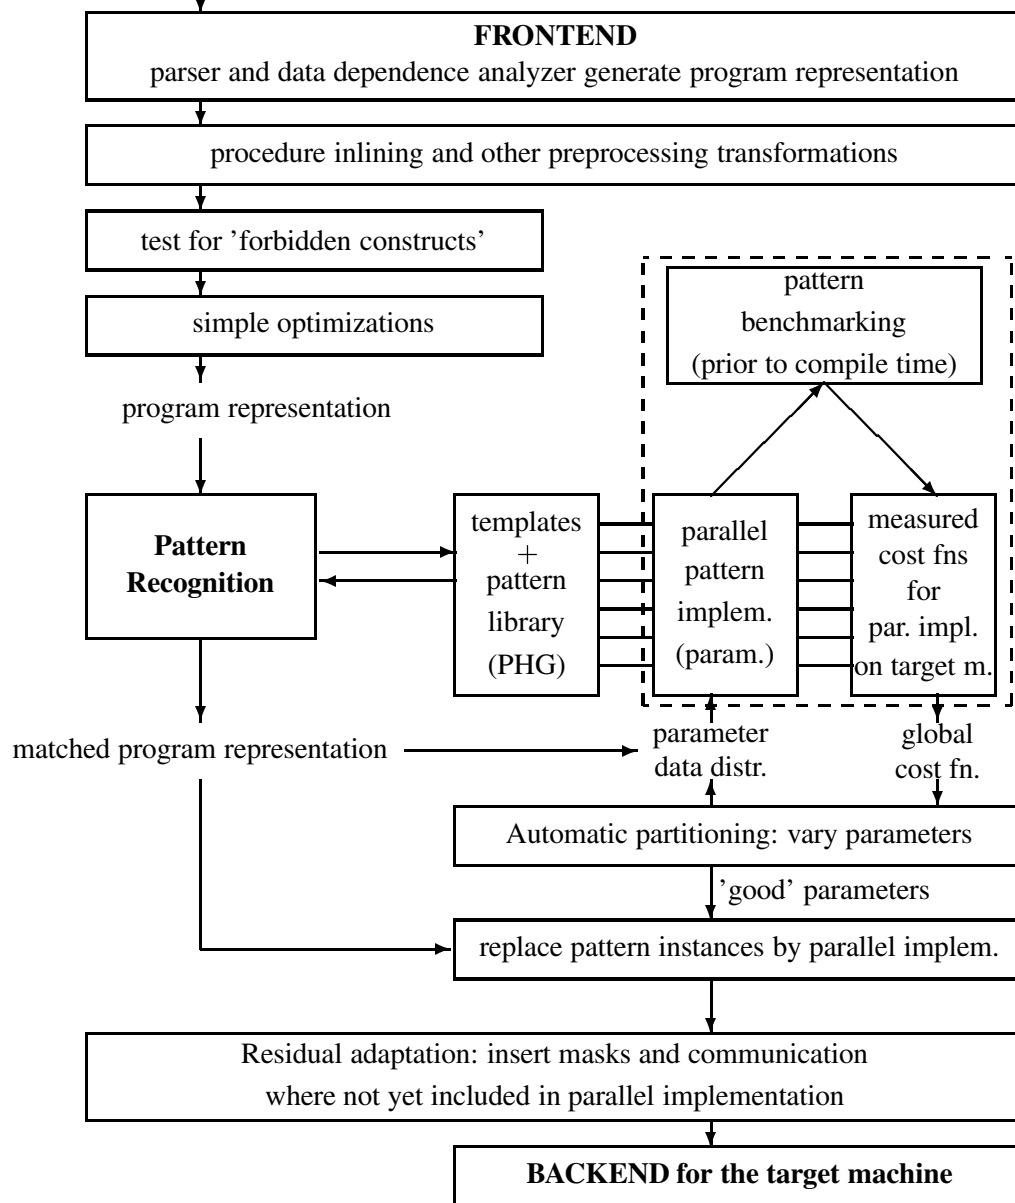 FRONTEND
parser and data dependence analyzer generate program representation
procedure inlining and other preprocessing transformations
test for 'forbidden constructs'
simple optimizations
pattern
benchmarking
(prior to compile time)
program representation
Pattern
Recognition
templates
+
pattern
library
(PHG)
parallel
pattern
implem.
(param.)
measured
cost fns
for
par. impl.
on target m.
matched program representation
parameter
data distr.
global
cost fn.
Automatic partitioning: vary parameters
'good' parameters
replace pattern instances by parallel implem.
Residual adaptation: insert masks and communication
where not yet included in parallel implementation
BACKEND for the target machine